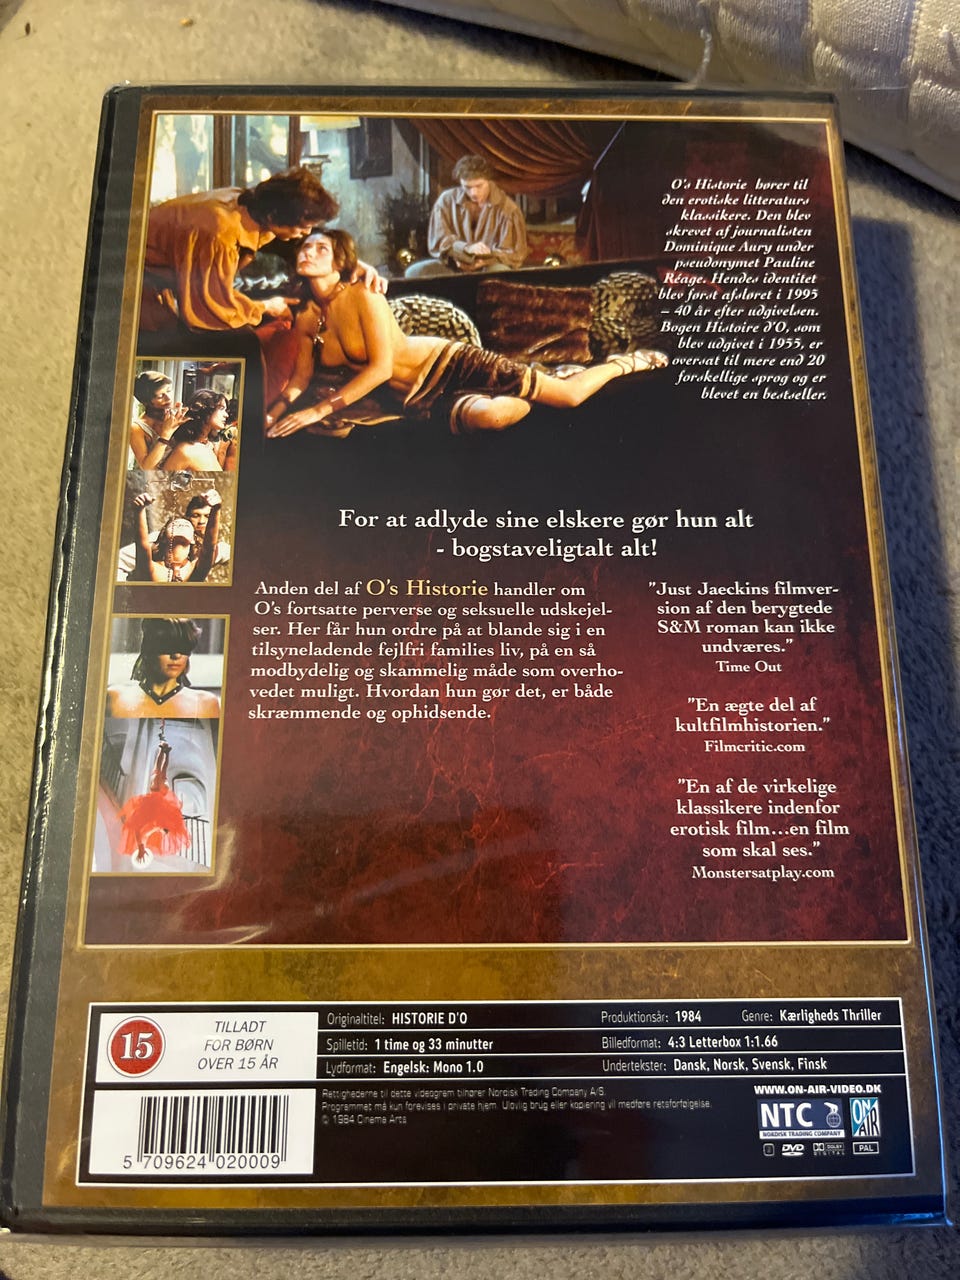 O's Historie hører til
den erotiske litteraturs
klassikere. Den blev
skrevet af journalisten
Dominique Aury under
pseudonymet Pauline
Réage. Hendes identitet
blev først afsløret i 1995
– 40 år efter udgivelsen.
Bogen Histoire d'O, som
blev udgivet i 1955, er
oversat til mere end 20
forskellige sprog og er
blevet en bestseller.
For at adlyde sine elskere gør hun alt
- bogstaveligtalt alt!
Anden del af O's Historie handler om
O's fortsatte perverse og seksuelle udskejel-
ser. Her får hun ordre på at blande sig i en
tilsyneladende fejlfri families liv, på en så
modbydelig og skammelig måde som overho-
vedet muligt. Hvordan hun gør det, er både
skræmmende og ophidsende.
"Just Jaeckins filmver-
sion af den berygtede
S&M roman kan ikke
undværes."
Time Out
"En ægte del af
kultfilmhistorien."
Filmcritic.com
"En af de virkelige
klassikere indenfor
erotisk film...en film
som skal ses."
Monstersatplay.com
15
TILLADT
FOR BØRN
OVER 15 ÅR
Originaltitel: HISTORIE D'O
Produktionsår: 1984
Genre: Kærligheds Thriller
Spilletid: 1 time og 33 minutter
Billedformat: 4:3 Letterbox 1:1.66
Lydformat: Engelsk: Mono 1.0
Undertekster: Dansk, Norsk, Svensk, Finsk
Rettighederne til dette videogram tilhører Nordisk Trading Company A/S.
Programmet må kun forevises i private hjem. Ulovlig brug eller kopiering vil medføre retsforfølgelse.
© 1984 Cinema Arts
WWW.ON-AIR-VIDEO.DK
NTC
NORDISK TRADING COMPANY
ON
AIR
DVD
DOLBY
DIGITAL
PAL
5 709624 020009